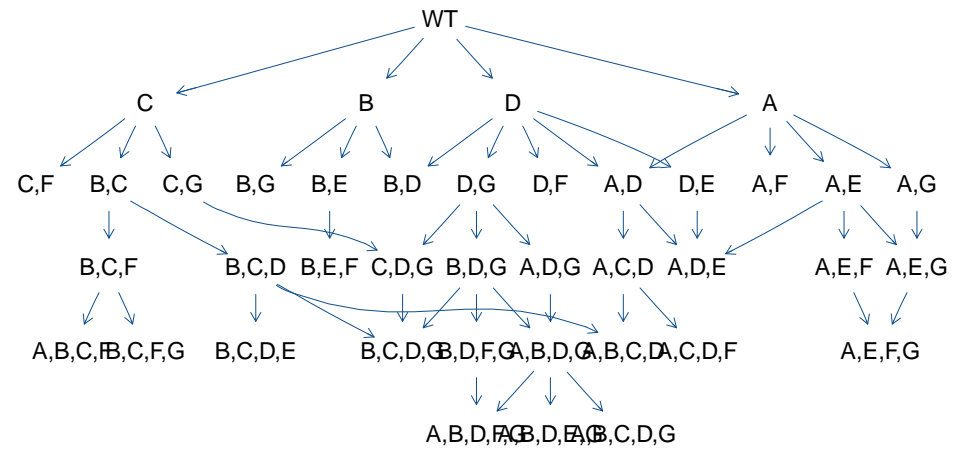 WT
C B D A
C,F B,C C,G B,G B,E B,D D,G D,F A,D D,E A,F A,E A,G
B,C,F B,C,D B,E,F C,D,G B,D,G A,D,G A,C,D A,D,E A,E,F A,E,G
A,B,C,F B,C,F,G B,C,D,E B,C,D,G B,D,F,G A,B,D,G A,B,C,D A,C,D,F A,E,F,G
A,B,D,F,G A,B,D,E,G A,B,C,D,G